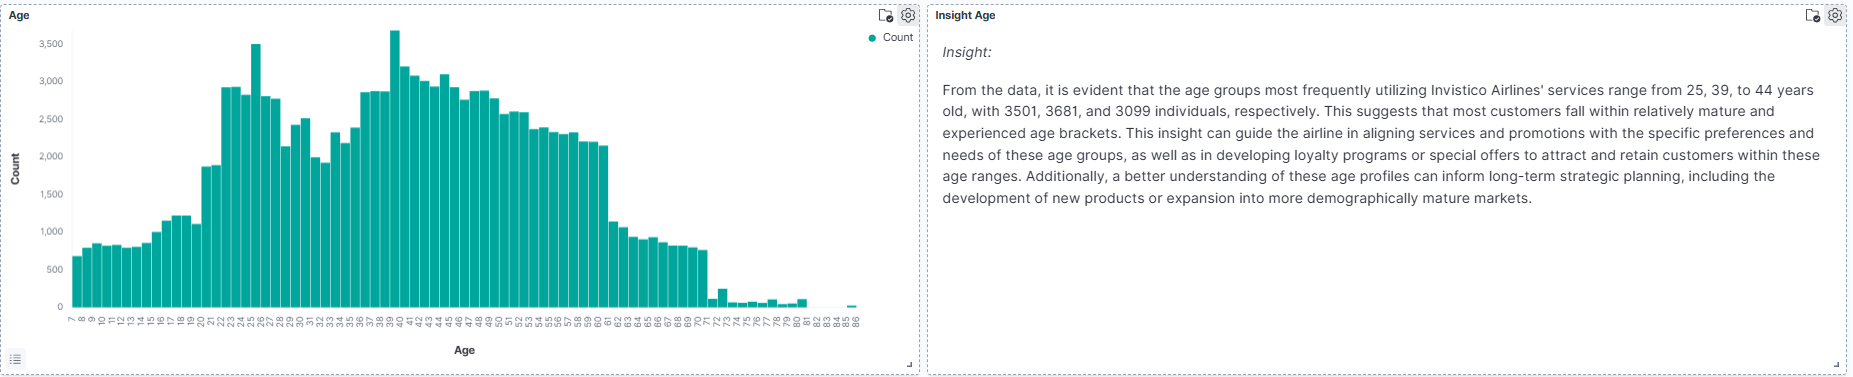 Age
Count
3,500
3,000
2,500
2,000
1,500
1,000
500
0
Count
7 8 9 10 11 12 13 14 15 16 17 18 19 20 21 22 23 24 25 26 27 28 29 30 31 32 33 34 35 36 37 38 39 40 41 42 43 44 45 46 47 48 49 50 51 52 53 54 55 56 57 58 59 60 61 62 63 64 65 66 67 68 69 70 71 72 73 74 75 76 77 78 79 80 81 82 83 84 85 86
Age
Insight Age
Insight:
From the data, it is evident that the age groups most frequently utilizing Invistico Airlines' services range from 25, 39, to 44 years
old, with 3501, 3681, and 3099 individuals, respectively. This suggests that most customers fall within relatively mature and
experienced age brackets. This insight can guide the airline in aligning services and promotions with the specific preferences and
needs of these age groups, as well as in developing loyalty programs or special offers to attract and retain customers within these
age ranges. Additionally, a better understanding of these age profiles can inform long-term strategic planning, including the
development of new products or expansion into more demographically mature markets.